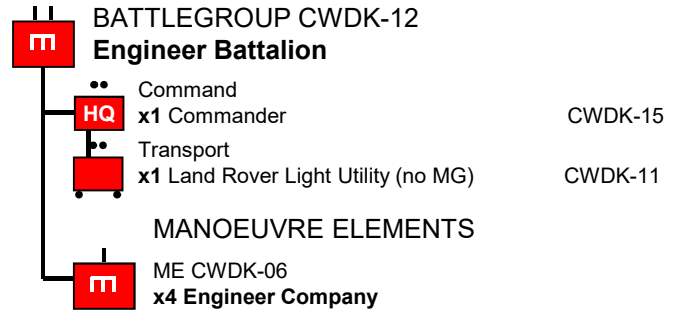 BATTLEGROUP CWDK-12
Engineer Battalion
Command
HQ x1 Commander CWDK-15
Transport
x1 Land Rover Light Utility (no MG) CWDK-11
MANOEUVRE ELEMENTS
ME CWDK-06
x4 Engineer Company